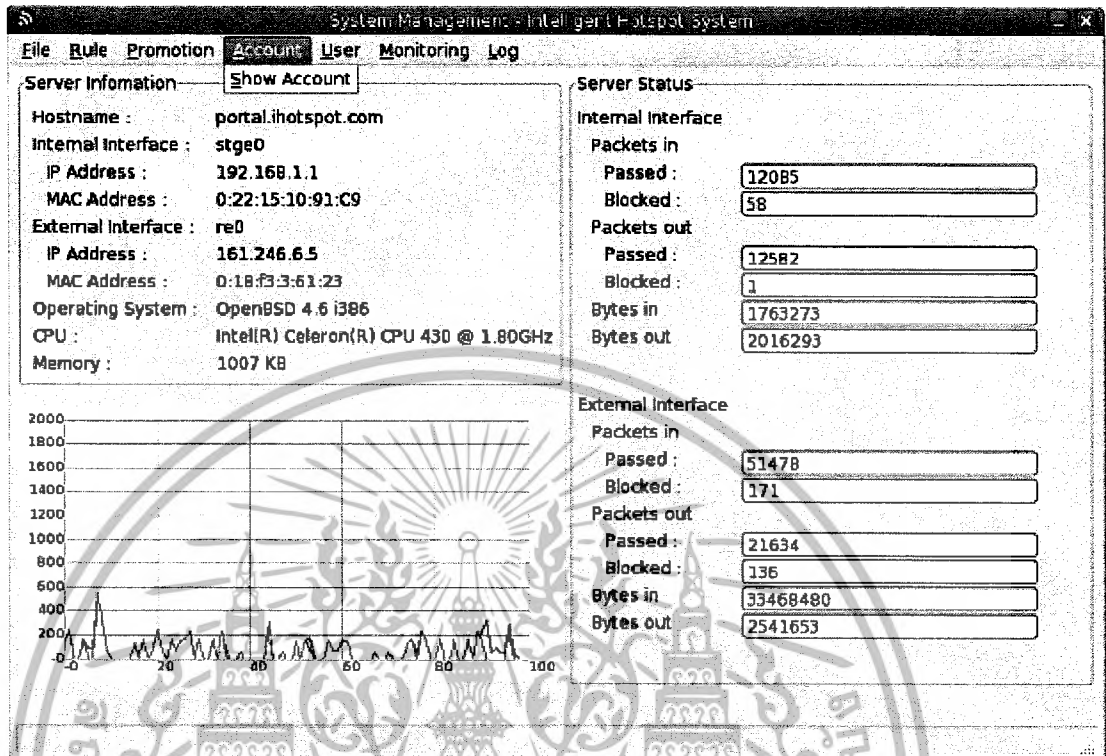 System Management - Intelligent Hotspot System
File Rule Promotion Account User Monitoring Log
Show Account
Server Infomation
Hostname : portal.ihotspot.com
Internal Interface : stge0
IP Address : 192.168.1.1
MAC Address : 0:22:15:10:91:C9
External Interface : re0
IP Address : 161.246.6.5
MAC Address : 0:18:f3:3:61:23
Operating System : OpenBSD 4.6 i386
CPU : Intel(R) Celeron(R) CPU 430 @ 1.80GHz
Memory : 1007 KB
2000
1800
1600
1400
1200
1000
800
600
400
200
0
0 20 40 60 80 100
Server Status
Internal Interface
Packets in
Passed : 12085
Blocked : 58
Packets out
Passed : 12582
Blocked : 1
Bytes in 1763273
Bytes out 2016293
External Interface
Packets in
Passed : 51478
Blocked : 171
Packets out
Passed : 21634
Blocked : 136
Bytes in 33468480
Bytes out 2541653